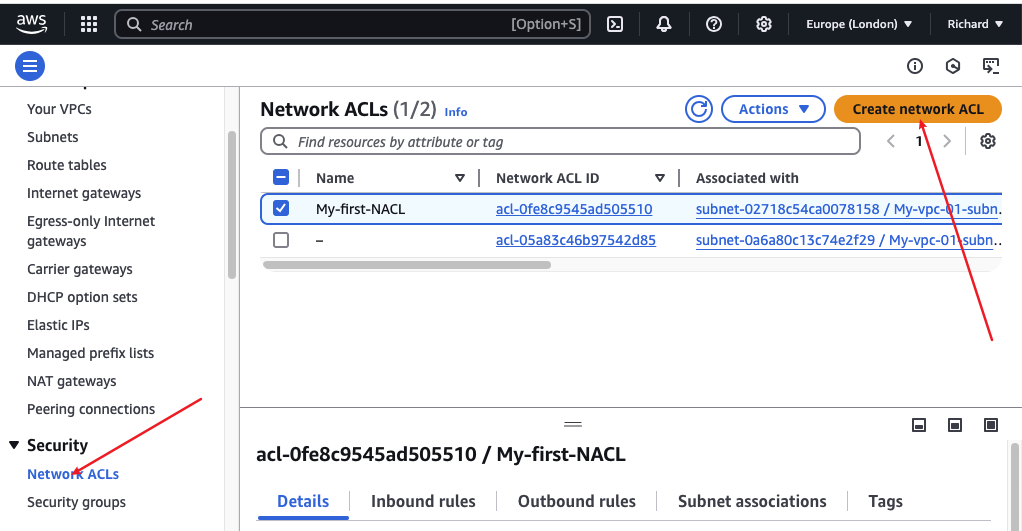 aws
Search [Option+S] Europe (London) Richard
Your VPCs
Subnets
Route tables
Internet gateways
Egress-only Internet
gateways
Carrier gateways
DHCP option sets
Elastic IPs
Managed prefix lists
NAT gateways
Peering connections
Security
Network ACLs
Security groups
Network ACLs (1/2) Info
Actions
Create network ACL
Find resources by attribute or tag
1
Name Network ACL ID Associated with
My-first-NACL acl-0fe8c9545ad505510 subnet-02718c54ca0078158 / My-vpc-01-subn...
– acl-05a83c46b97542d85 subnet-0a6a80c13c74e2f29 / My-vpc-01-subn...
acl-0fe8c9545ad505510 / My-first-NACL
Details Inbound rules Outbound rules Subnet associations Tags